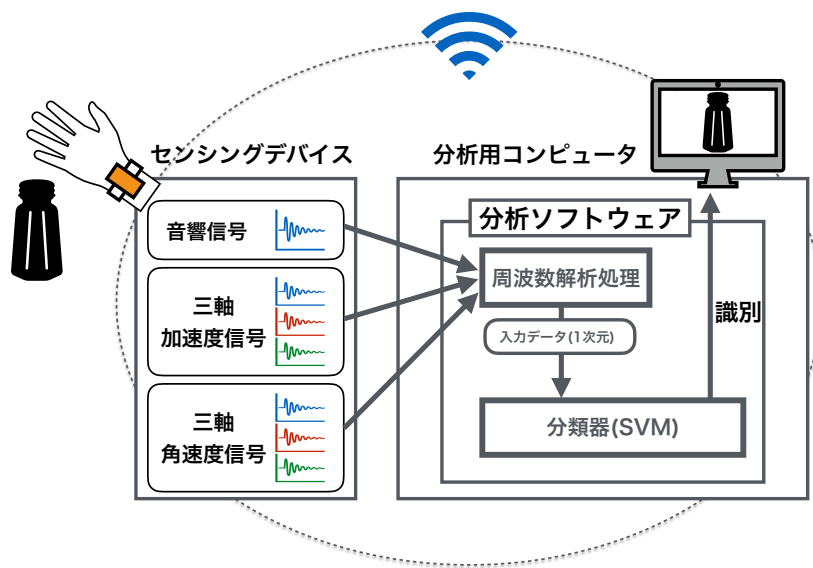 センシングデバイス
分析用コンピュータ
音響信号
三軸
加速度信号
三軸
角速度信号
分析ソフトウェア
周波数解析処理
入力データ(1次元)
分類器(SVM)
識別